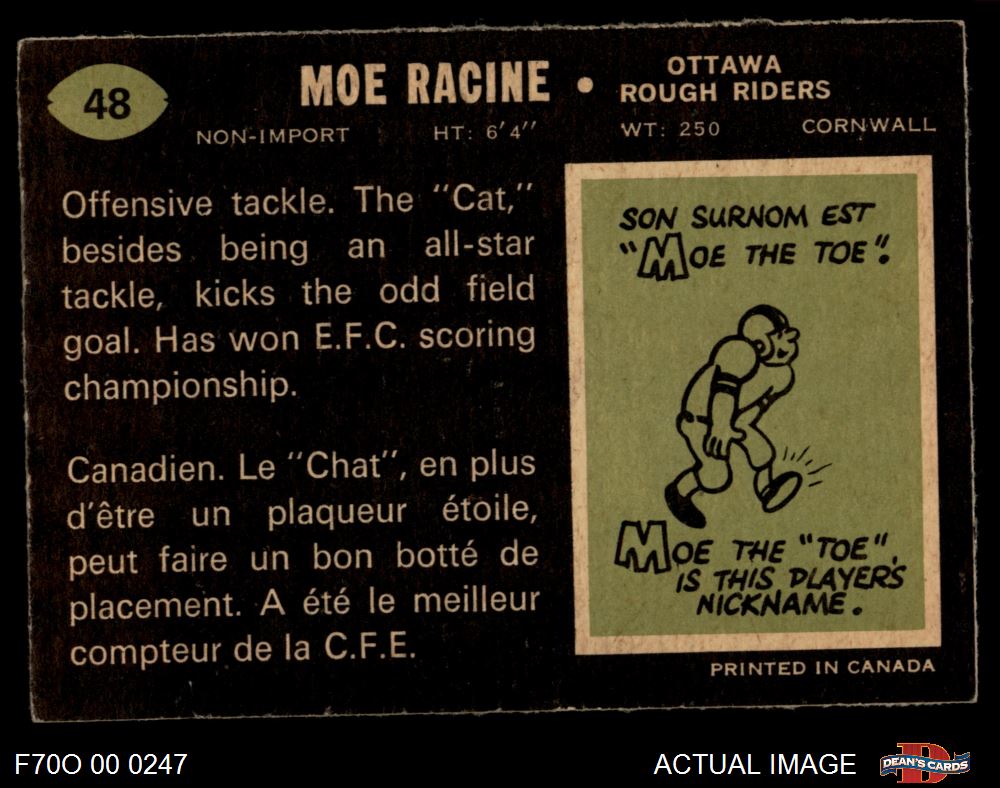 48
MOE RACINE • OTTAWA
ROUGH RIDERS
NON-IMPORT HT: 6'4" WT: 250 CORNWALL
Offensive tackle. The "Cat,"
besides being an all-star
tackle, kicks the odd field
goal. Has won E.F.C. scoring
championship.
Canadien. Le "Chat", en plus
d'être un plaqueur étoile,
peut faire un bon botté de
placement. A été le meilleur
compteur de la C.F.E.
SON SURNOM EST
"MOE THE TOE".
MOE THE "TOE",
IS THIS PLAYER'S
NICKNAME.
PRINTED IN CANADA
F70O 00 0247
ACTUAL IMAGE
D
DEAN'S CARDS